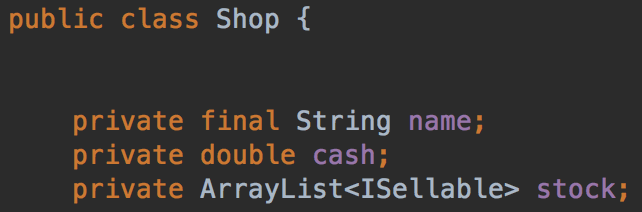 public class Shop {
private final String name;
private double cash;
private ArrayList<ISellable> stock;